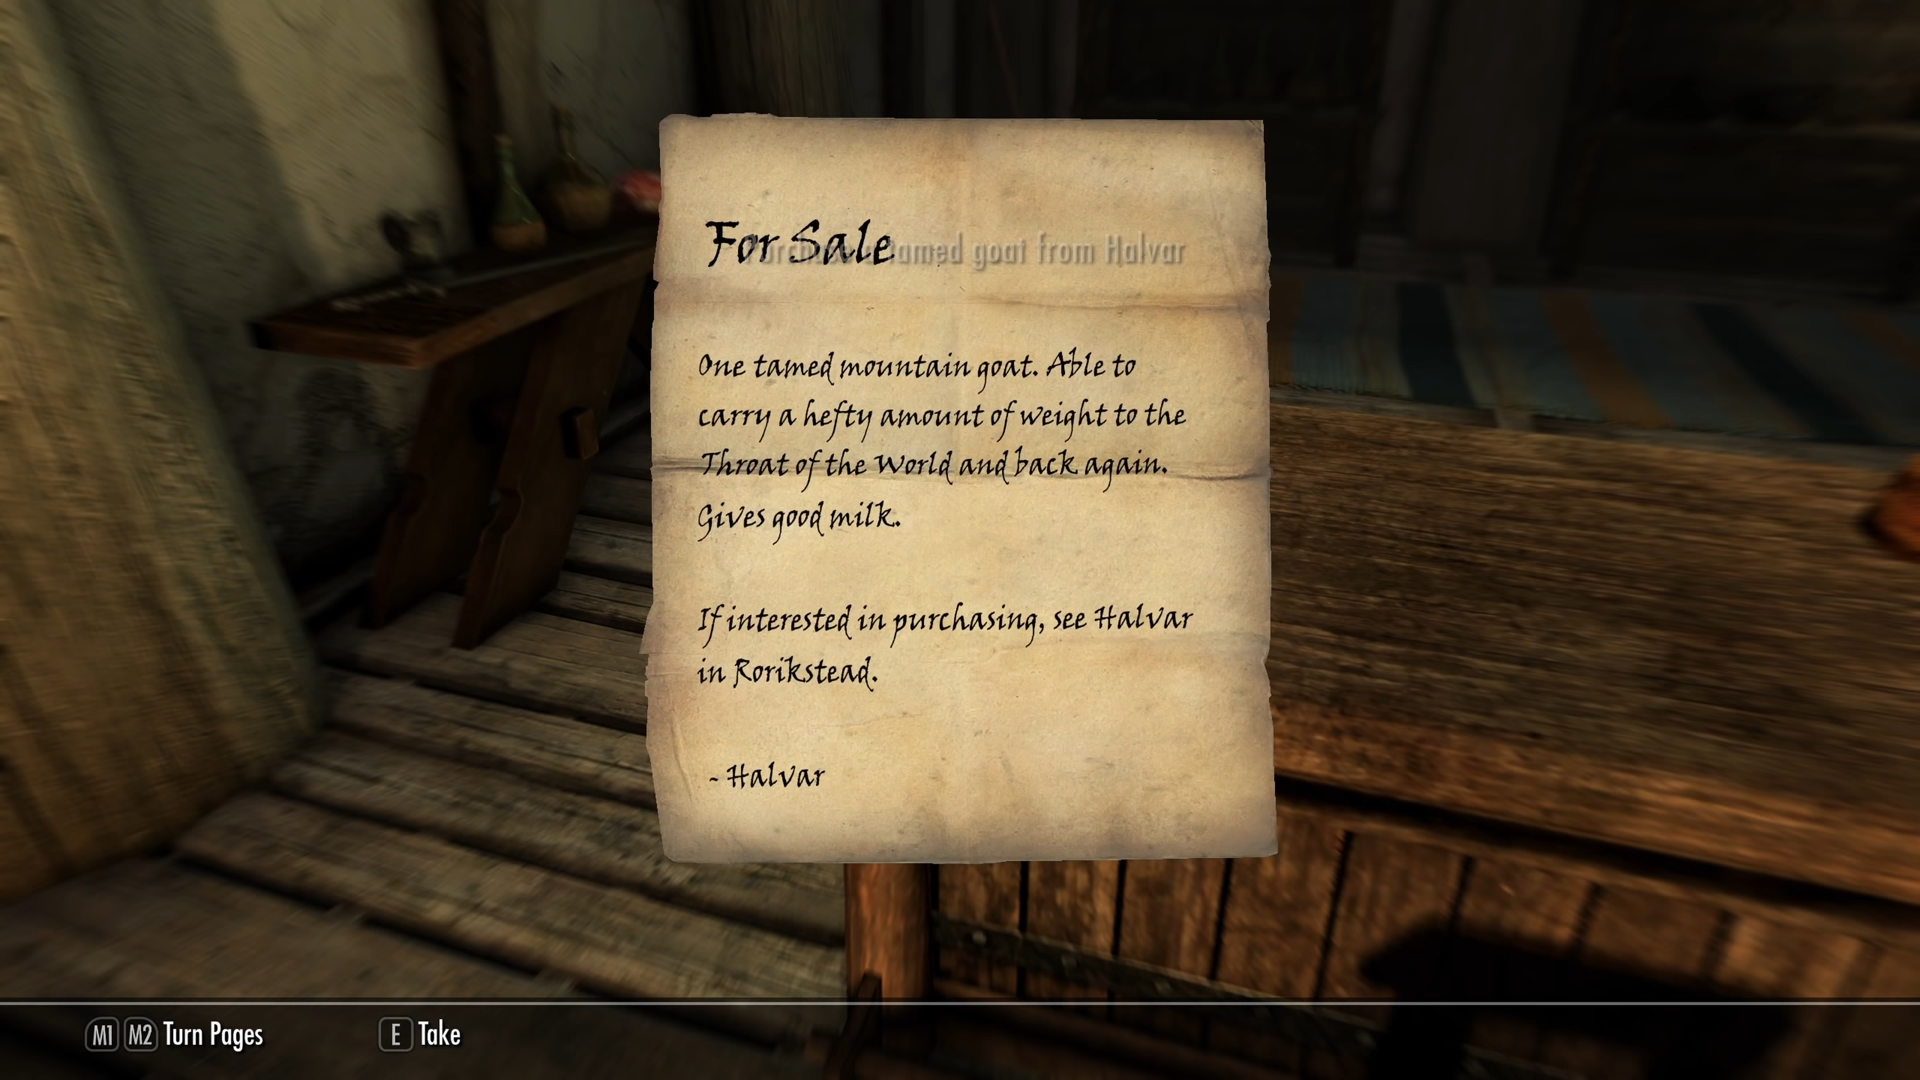 For Sale
Purchase a tamed goat from Halvar
One tamed mountain goat. Able to
carry a hefty amount of weight to the
Throat of the World and back again.
Gives good milk.
If interested in purchasing, see Halvar
in Rorikstead.
~ Halvar
M1 M2 Turn Pages
E Take